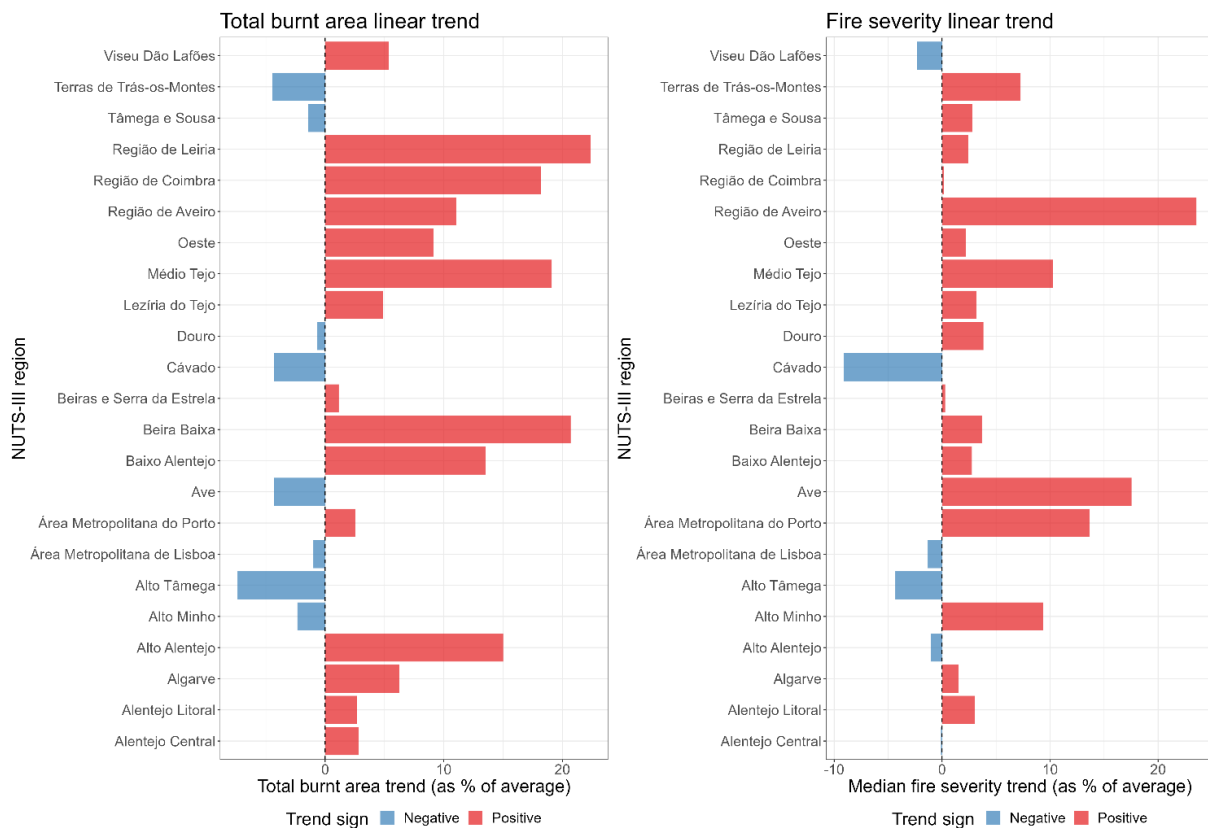 Total burnt area linear trend
NUTS-III region
Viseu Dão Lafões
Terras de Trás-os-Montes
Tâmega e Sousa
Região de Leiria
Região de Coimbra
Região de Aveiro
Oeste
Médio Tejo
Lezíria do Tejo
Douro
Cávado
Beiras e Serra da Estrela
Beira Baixa
Baixo Alentejo
Ave
Área Metropolitana do Porto
Área Metropolitana de Lisboa
Alto Tâmega
Alto Minho
Alto Alentejo
Algarve
Alentejo Litoral
Alentejo Central
0 10 20
Total burnt area trend (as % of average)
Trend sign Negative Positive
Fire severity linear trend
NUTS-III region
Viseu Dão Lafões
Terras de Trás-os-Montes
Tâmega e Sousa
Região de Leiria
Região de Coimbra
Região de Aveiro
Oeste
Médio Tejo
Lezíria do Tejo
Douro
Cávado
Beiras e Serra da Estrela
Beira Baixa
Baixo Alentejo
Ave
Área Metropolitana do Porto
Área Metropolitana de Lisboa
Alto Tâmega
Alto Minho
Alto Alentejo
Algarve
Alentejo Litoral
Alentejo Central
-10 0 10 20
Median fire severity trend (as % of average)
Trend sign Negative Positive